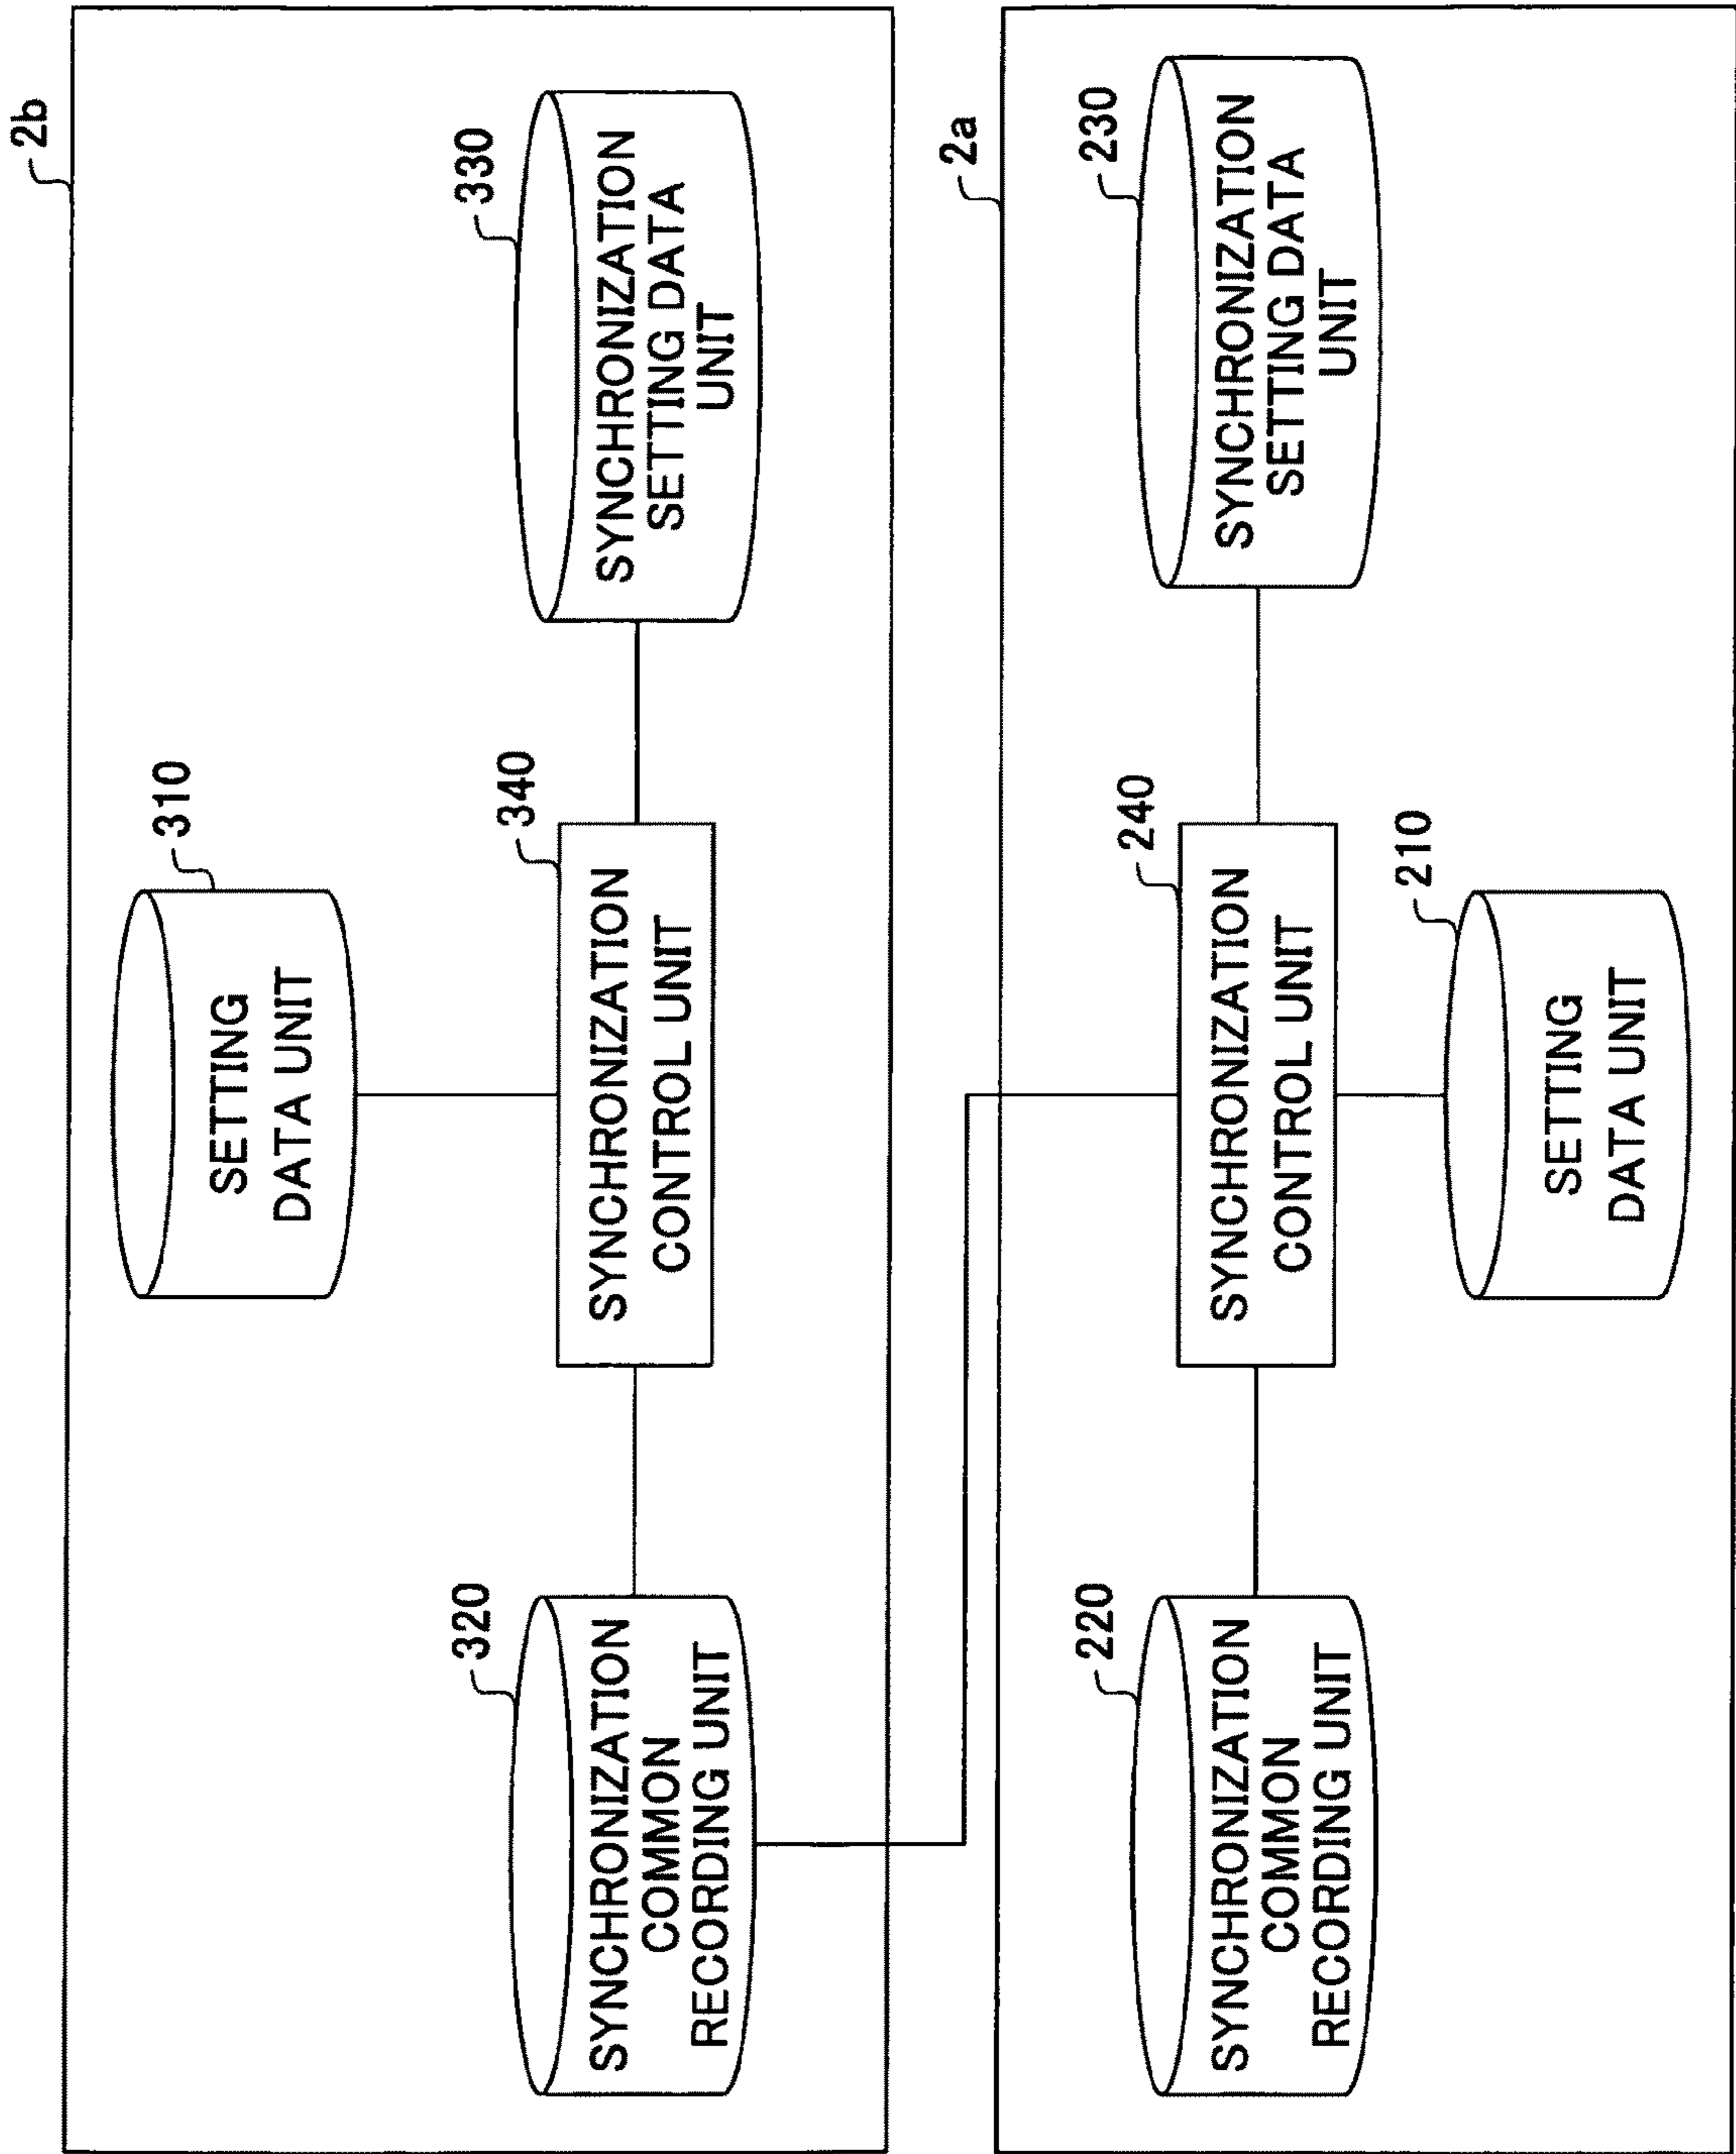 2b
310
SETTING
DATA UNIT
320
SYNCHRONIZATION
COMMON
RECORDING UNIT
340
SYNCHRONIZATION
CONTROL UNIT
330
SYNCHRONIZATION
SETTING DATA
UNIT
2a
220
SYNCHRONIZATION
COMMON
RECORDING UNIT
240
SYNCHRONIZATION
CONTROL UNIT
230
SYNCHRONIZATION
SETTING DATA
UNIT
210
SETTING
DATA UNIT